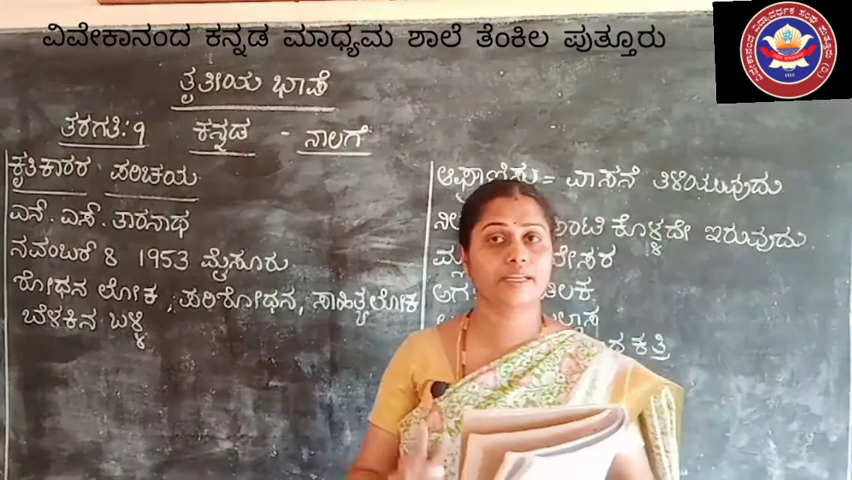 ವಿವೇಕಾನಂದ ಕನ್ನಡ ಮಾಧ್ಯಮ ಶಾಲೆ ತೆಂಕಿಲ ಪುತ್ತೂರು
ತೃತೀಯ ಭಾಷೆ
ತರಗತಿ:9 ಕನ್ನಡ - ನಾಲಗೆ
ಕೃತಿಕಾರರ ಪರಿಚಯ
ಎನ್. ಎಸ್. ತಾರಾನಾಥ
ನವಂಬರ್ 8 1953 ಮೈಸೂರು
ಶೋಧನ ಲೋಕ, ಪರಿಶೋಧನ, ಸಾಹಿತ್ಯಲೋಕ
ಬೆಳಕಿನ ಬಳ್ಳಿ
ಆಘ್ರಾಣಿಸು = ವಾಸನೆ ತಿಳಿಯುವುದು
ಅಂಟಿ ಕೊಳ್ಳದೇ ಇರುವುದು.
ಕತ್ತಿ
1913